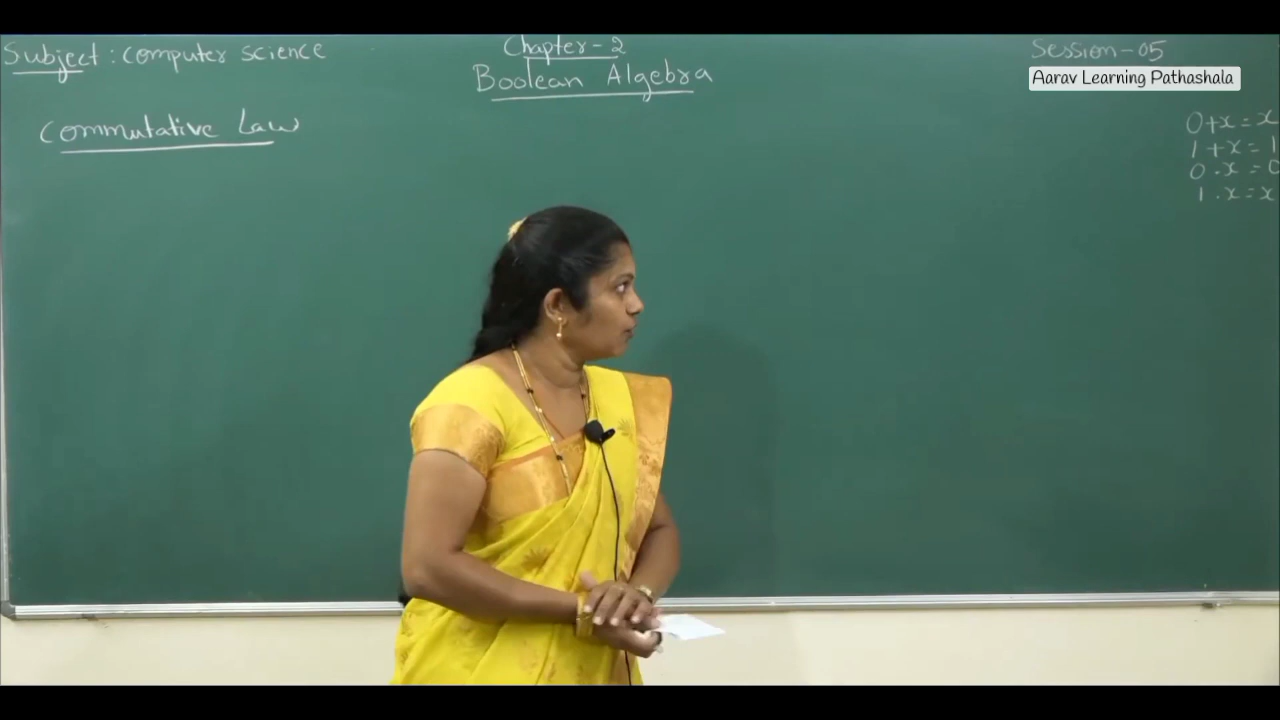 Subject : Computer science
Chapter - 2
Boolean Algebra
Session - 05
Aarav Learning Pathashala
Commutative Law
0+x=x
1+x=1
0.x=0
1.x=x